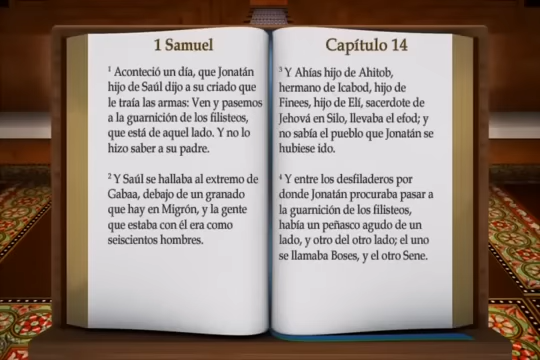 1 Samuel
¹ Aconteció un día, que Jonatán
hijo de Saúl dijo a su criado que
le traía las armas: Ven y pasemos
a la guarnición de los filisteos,
que está de aquel lado. Y no lo
hizo saber a su padre.
² Y Saúl se hallaba al extremo de
Gabaa, debajo de un granado
que hay en Migrón, y la gente
que estaba con él era como
seiscientos hombres.
Capítulo 14
³ Y Ahías hijo de Ahitob,
hermano de Icabod, hijo de
Finees, hijo de Elí, sacerdote de
Jehová en Silo, llevaba el efod; y
no sabía el pueblo que Jonatán se
hubiese ido.
⁴ Y entre los desfiladeros por
donde Jonatán procuraba pasar a
la guarnición de los filisteos,
había un peñasco agudo de un
lado, y otro del otro lado; el uno
se llamaba Boses, y el otro Sene.